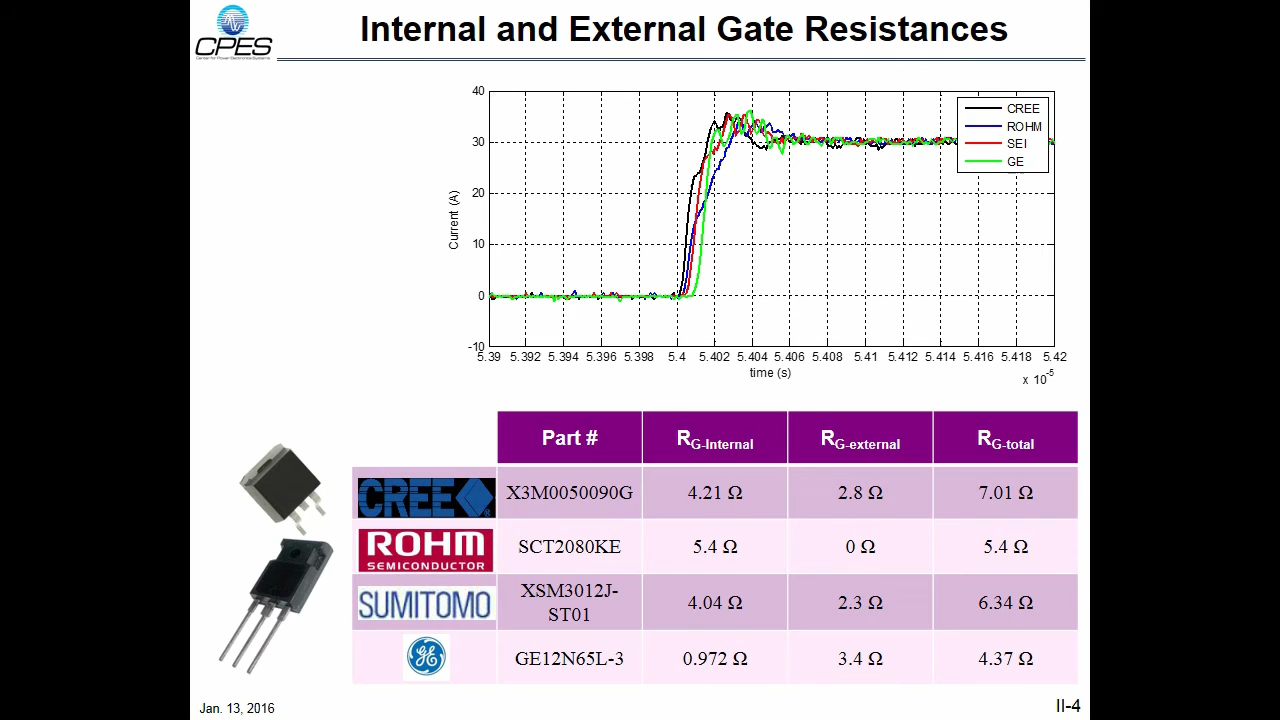 CPES
Center for Power Electronics Systems
Internal and External Gate Resistances
40
30
20
10
0
-10
Current (A)
CREE
ROHM
SEI
GE
5.39 5.392 5.394 5.396 5.398 5.4 5.402 5.404 5.406 5.408 5.41 5.412 5.414 5.416 5.418 5.42
time (s)
x 10-5
Part # RG-Internal RG-external RG-total
CREE® X3M0050090G 4.21 Ω 2.8 Ω 7.01 Ω
ROHM
SEMICONDUCTOR SCT2080KE 5.4 Ω 0 Ω 5.4 Ω
SUMITOMO XSM3012J-
ST01 4.04 Ω 2.3 Ω 6.34 Ω
GE GE12N65L-3 0.972 Ω 3.4 Ω 4.37 Ω
Jan. 13, 2016
II-4